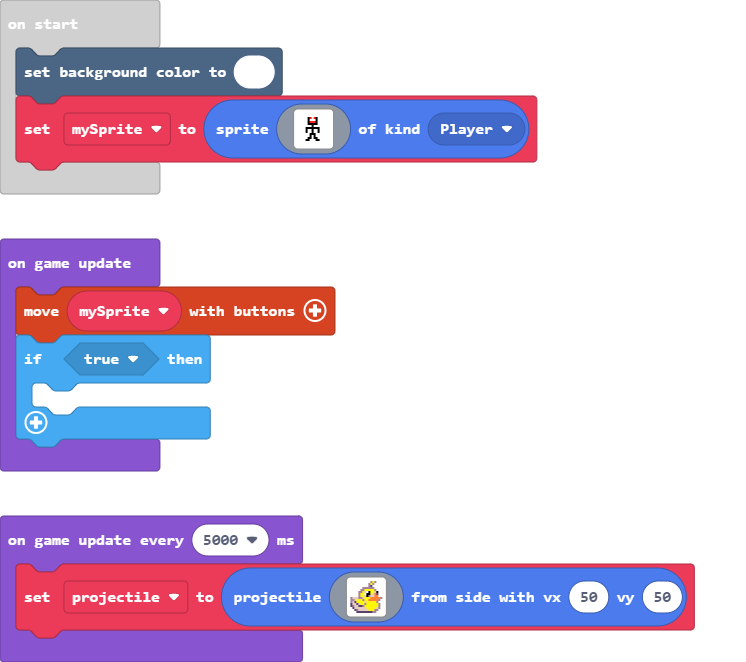 on start
set background color to
set mySprite to sprite of kind Player
on game update
move mySprite with buttons
if true then
on game update every 5000 ms
set projectile to projectile from side with vx 50 vy 50